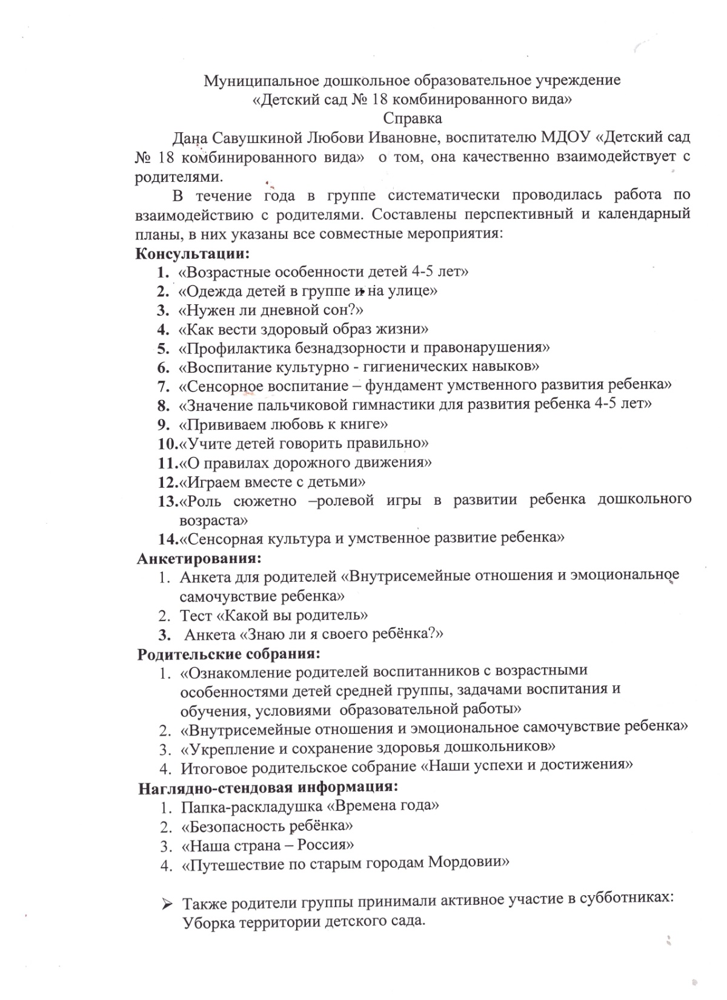 Муниципальное дошкольное образовательное учреждение
«Детский сад № 18 комбинированного вида»
Справка
Дана Савушкиной Любови Ивановне, воспитателю МДОУ «Детский сад
№ 18 комбинированного вида» о том, она качественно взаимодействует с
родителями.
В течение года в группе систематически проводилась работа по
взаимодействию с родителями. Составлены перспективный и календарный
планы, в них указаны все совместные мероприятия:
Консультации:
1. «Возрастные особенности детей 4-5 лет»
2. «Одежда детей в группе и на улице»
3. «Нужен ли дневной сон?»
4. «Как вести здоровый образ жизни»
5. «Профилактика безнадзорности и правонарушения»
6. «Воспитание культурно - гигиенических навыков»
7. «Сенсорное воспитание – фундамент умственного развития ребенка»
8. «Значение пальчиковой гимнастики для развития ребенка 4-5 лет»
9. «Прививаем любовь к книге»
10.«Учите детей говорить правильно»
11.«О правилах дорожного движения»
12.«Играем вместе с детьми»
13.«Роль сюжетно –ролевой игры в развитии ребенка дошкольного
возраста»
14.«Сенсорная культура и умственное развитие ребенка»
Анкетирования:
1. Анкета для родителей «Внутрисемейные отношения и эмоциональное
самочувствие ребенка»
2. Тест «Какой вы родитель»
3. Анкета «Знаю ли я своего ребёнка?»
Родительские собрания:
1. «Ознакомление родителей воспитанников с возрастными
особенностями детей средней группы, задачами воспитания и
обучения, условиями образовательной работы»
2. «Внутрисемейные отношения и эмоциональное самочувствие ребенка»
3. «Укрепление и сохранение здоровья дошкольников»
4. Итоговое родительское собрание «Наши успехи и достижения»
Наглядно-стендовая информация:
1. Папка-раскладушка «Времена года»
2. «Безопасность ребёнка»
3. «Наша страна – Россия»
4. «Путешествие по старым городам Мордовии»
➢ Также родители группы принимали активное участие в субботниках:
Уборка территории детского сада.